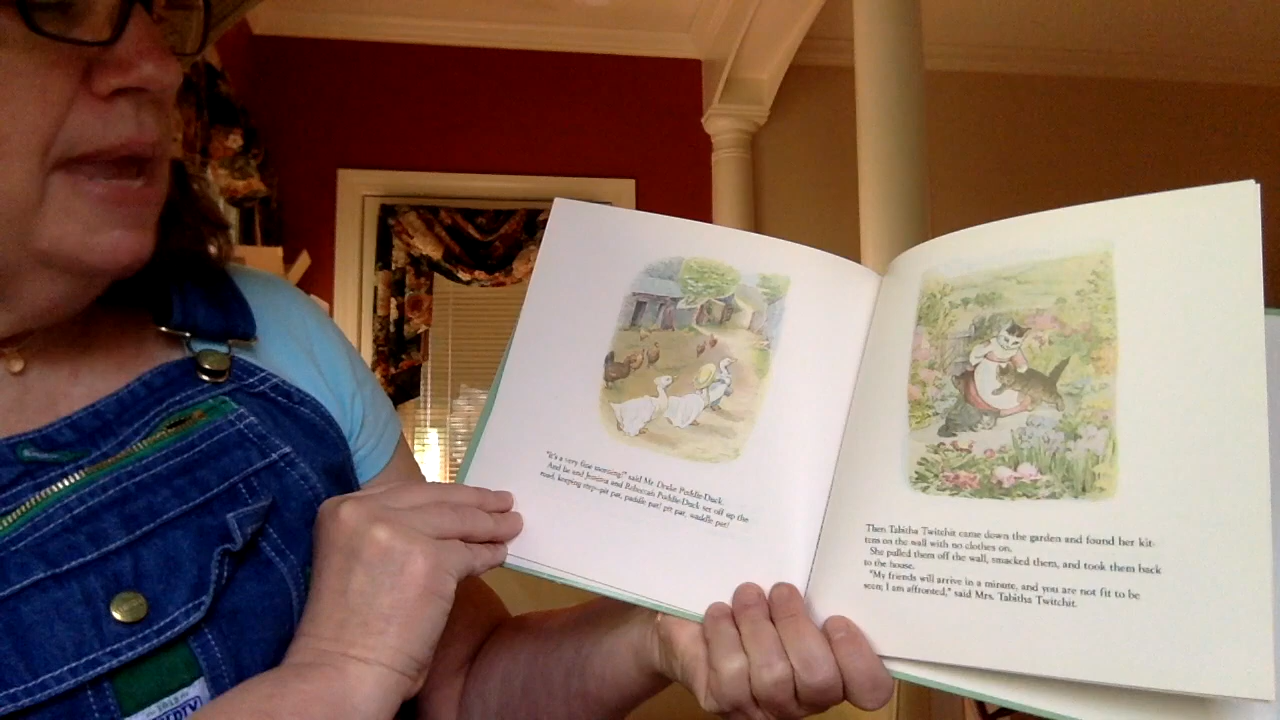 "It's a very fine morning!" said Mr. Drake Puddle-Duck.
And he and Jemima and Rebeccah Puddle-Duck set off up the
road, keeping step—pit pat, paddle pat! pit pat, waddle pat!
Then Tabitha Twitchit came down the garden and found her kit-
tens on the wall with no clothes on.
She pulled them off the wall, smacked them, and took them back
to the house.
"My friends will arrive in a minute, and you are not fit to be
seen; I am affronted," said Mrs. Tabitha Twitchit.